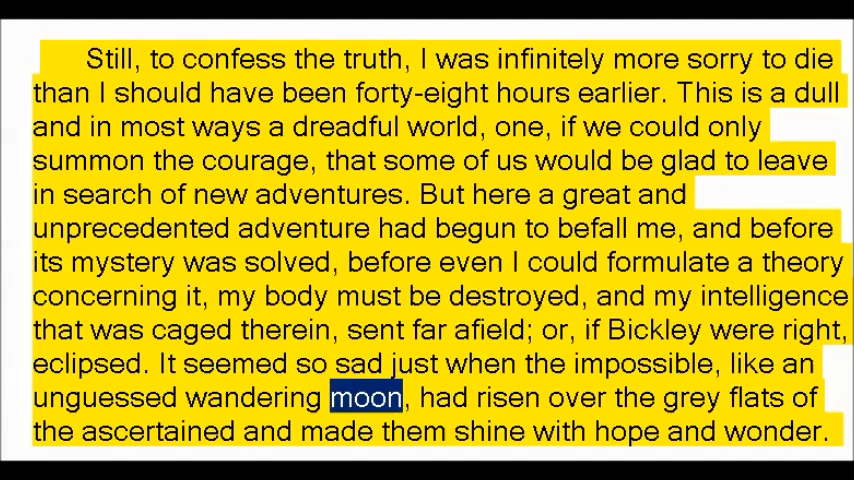 Still, to confess the truth, I was infinitely more sorry to die
than I should have been forty-eight hours earlier. This is a dull
and in most ways a dreadful world, one, if we could only
summon the courage, that some of us would be glad to leave
in search of new adventures. But here a great and
unprecedented adventure had begun to befall me, and before
its mystery was solved, before even I could formulate a theory
concerning it, my body must be destroyed, and my intelligence
that was caged therein, sent far afield; or, if Bickley were right,
eclipsed. It seemed so sad just when the impossible, like an
unguessed wandering moon, had risen over the grey flats of
the ascertained and made them shine with hope and wonder.